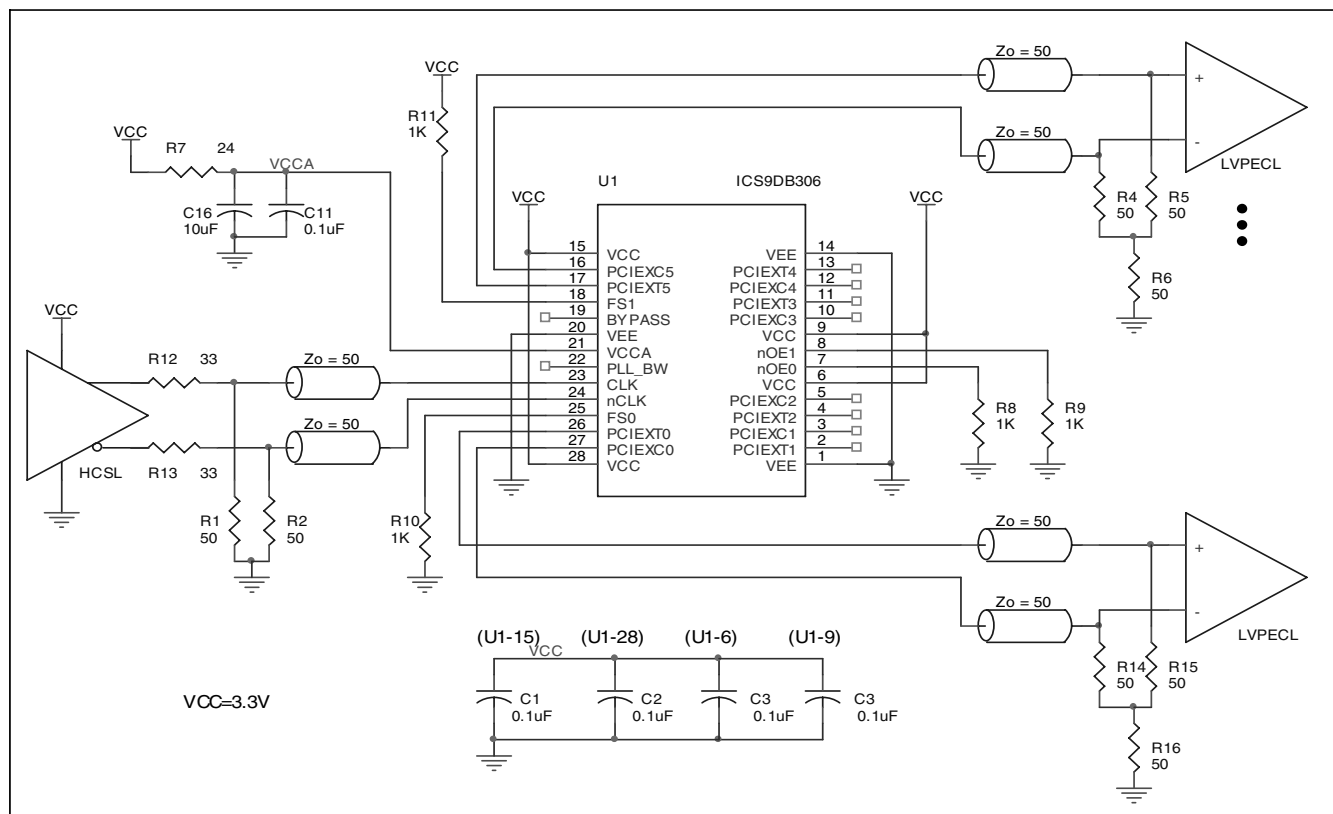 Zo = 50
VCC
R11
1K
Zo = 50
+
-
LVPECL
VCC
R7 24
VCCA
C16
10uF
C11
0.1uF
U1 ICS9DB306
VCC
VCC
R4
50
R5
50
R6
50
15 VCC
16 PCIEXC5
17 PCIEXT5
18 FS1
19 BYPASS
20 VEE
21 VCCA
22 PLL_BW
23 CLK
24 nCLK
25 FS0
26 PCIEXT0
27 PCIEXC0
28 VCC
VEE 14
PCIEXT4 13
PCIEXC4 12
PCIEXT3 11
PCIEXC3 10
VCC 9
nOE1 8
nOE0 7
VCC 6
PCIEXC2 5
PCIEXT2 4
PCIEXC1 3
PCIEXT1 2
VEE 1
VCC
R12 33
Zo = 50
Zo = 50
HCSL
R13 33
R1
50
R2
50
R10
1K
R8
1K
R9
1K
Zo = 50
+
Zo = 50
-
LVPECL
R14
50
R15
50
R16
50
(U1-15) (U1-28) (U1-6) (U1-9)
VCC
C1
0.1uF
C2
0.1uF
C3
0.1uF
C3
0.1uF
VCC=3.3V